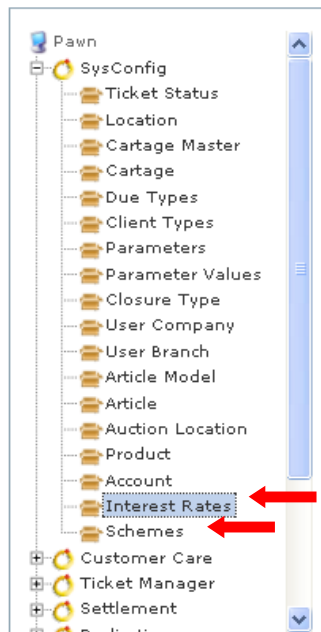 Pawn
SysConfig
Ticket Status
Location
Cartage Master
Cartage
Due Types
Client Types
Parameters
Parameter Values
Closure Type
User Company
User Branch
Article Model
Article
Auction Location
Product
Account
Interest Rates
Schemes
Customer Care
Ticket Manager
Settlement